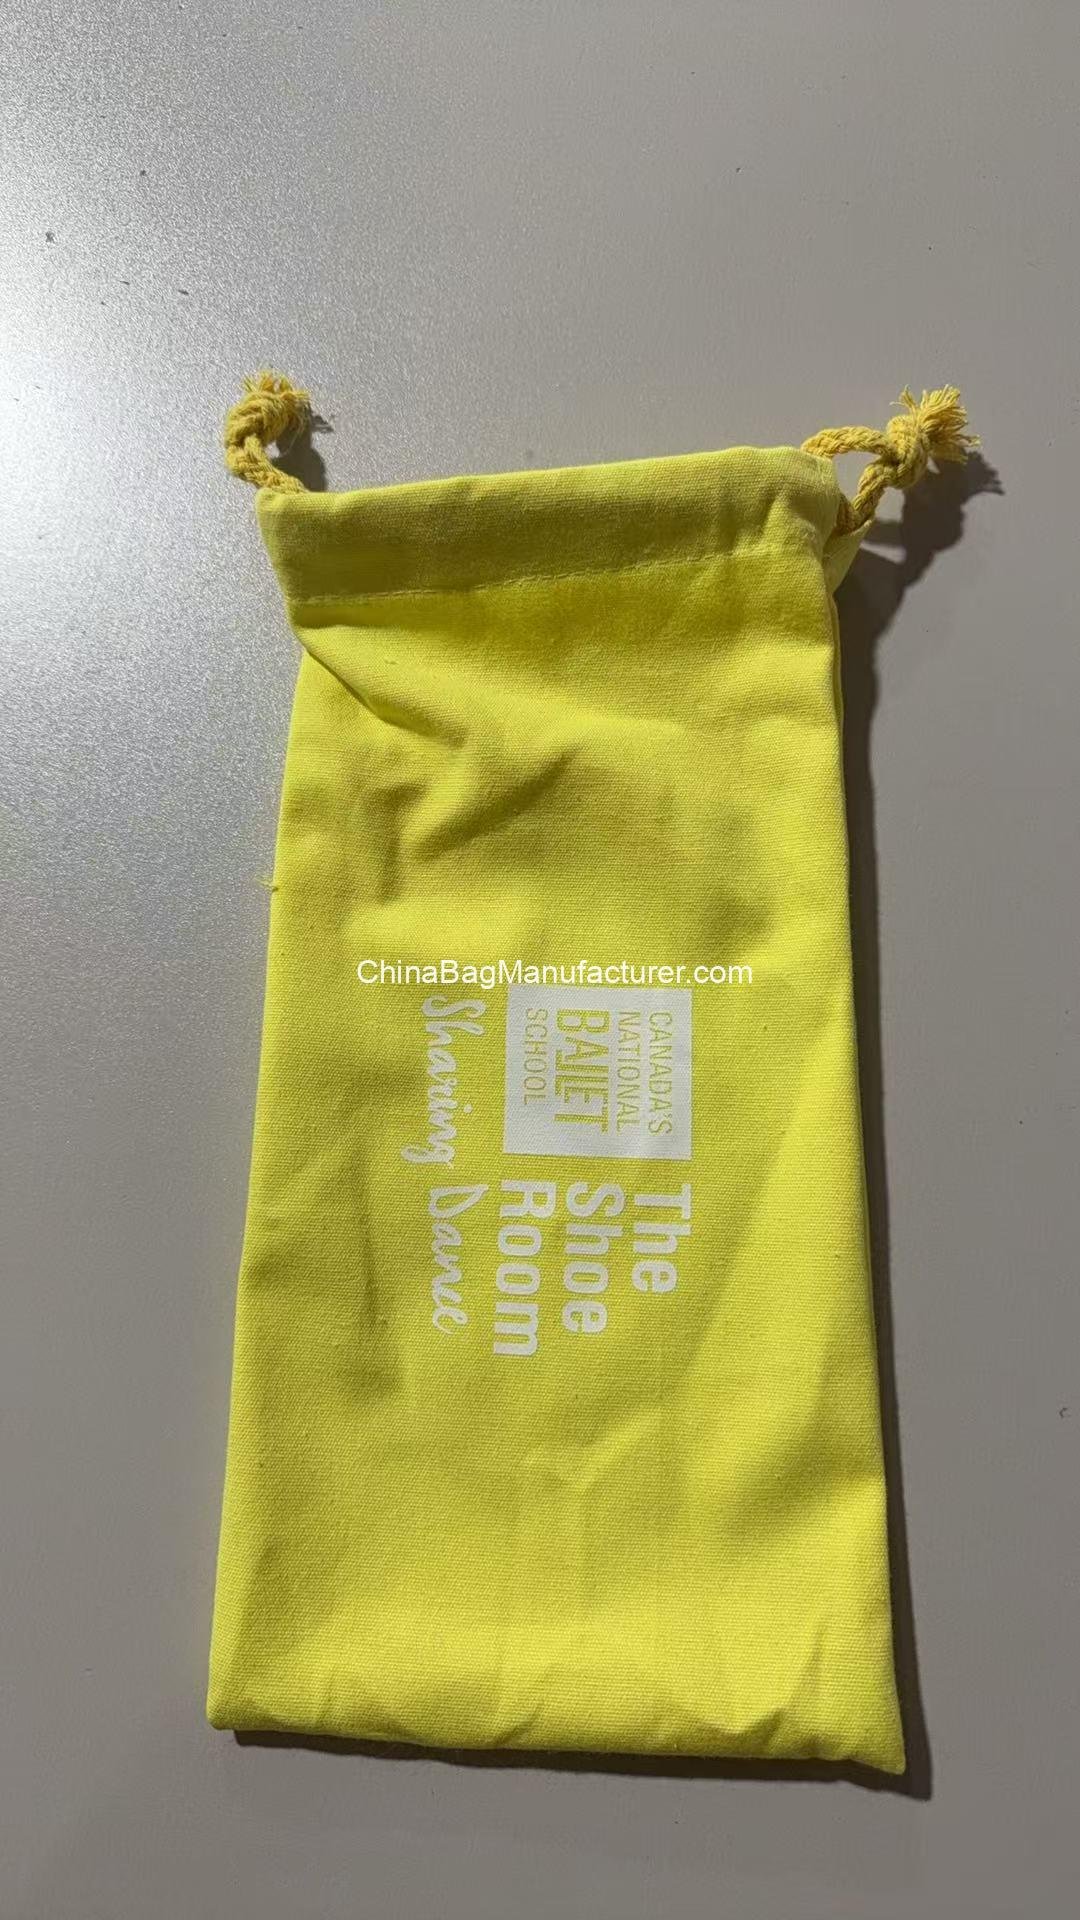 ChinaBagManufacturer.com
CANADA'S
NATIONAL
BALLET
SCHOOL
The
Shoe
Room
Sharing Dance